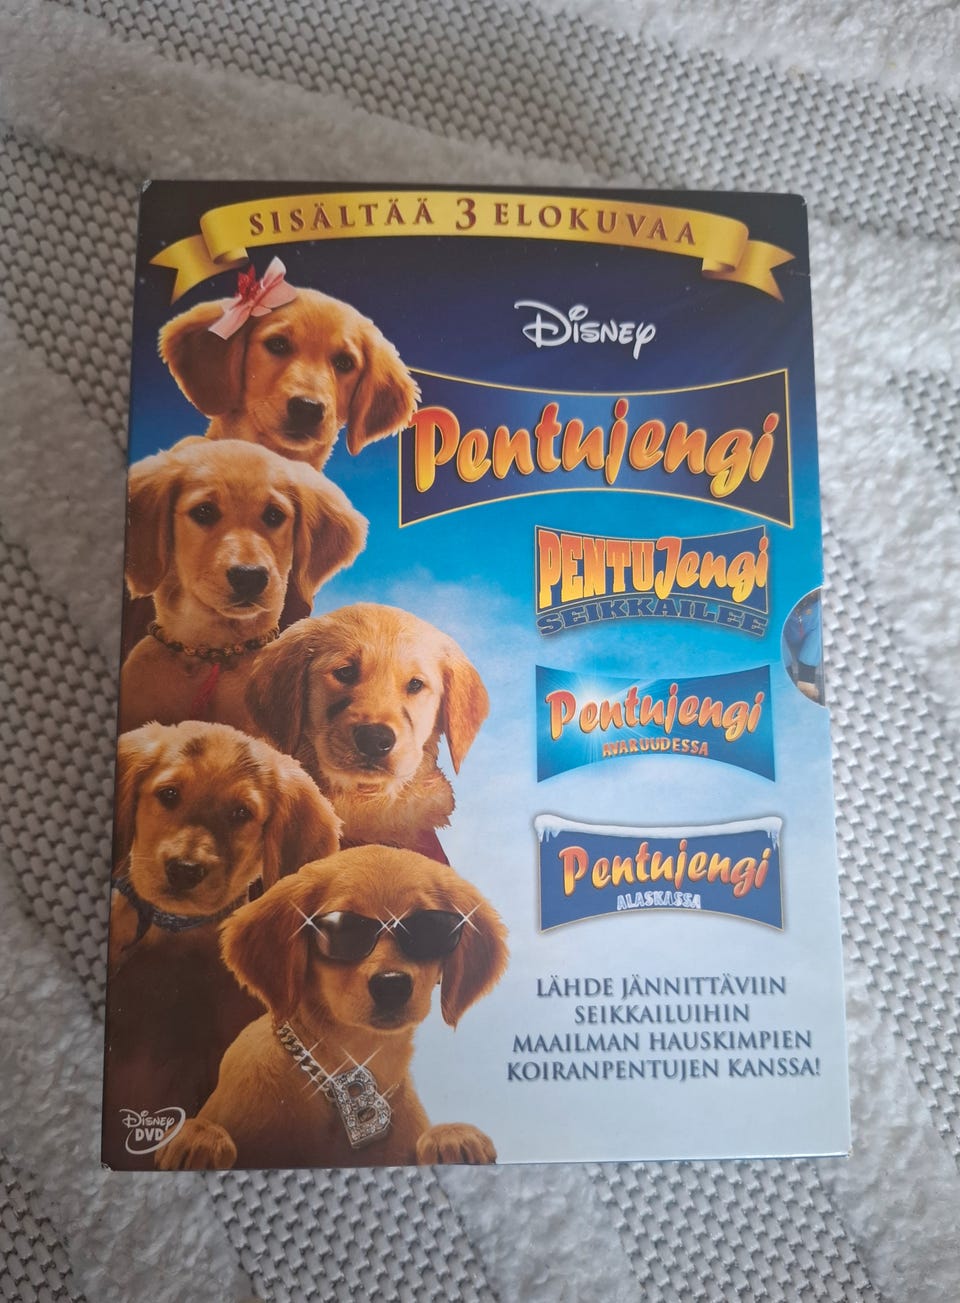 SISÄLTÄÄ 3 ELOKUVAA
Disney
Pentujengi
PENTUJengi
SEIKKAILEE
Pentujengi
AVARUUDESSA
Pentujengi
ALASKASSA
LÄHDE JÄNNITTÄVIIN
SEIKKAILUIHIN
MAAILMAN HAUSKIMPIEN
KOIRANPENTUJEN KANSSA!
B
Disney
DVD